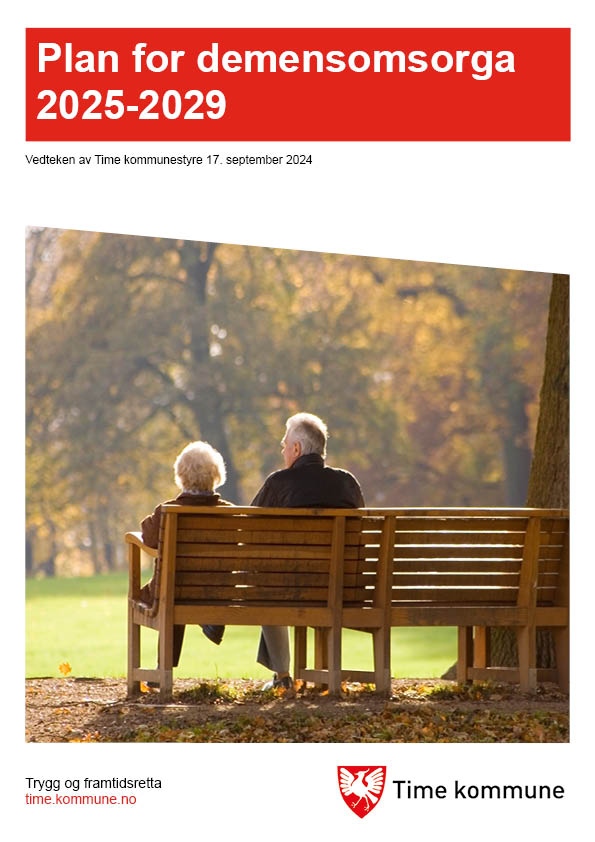 Plan for demensomsorga
2025-2029
Vedteken av Time kommunestyre 17. september 2024
Trygg og framtidsretta
time.kommune.no
Time kommune